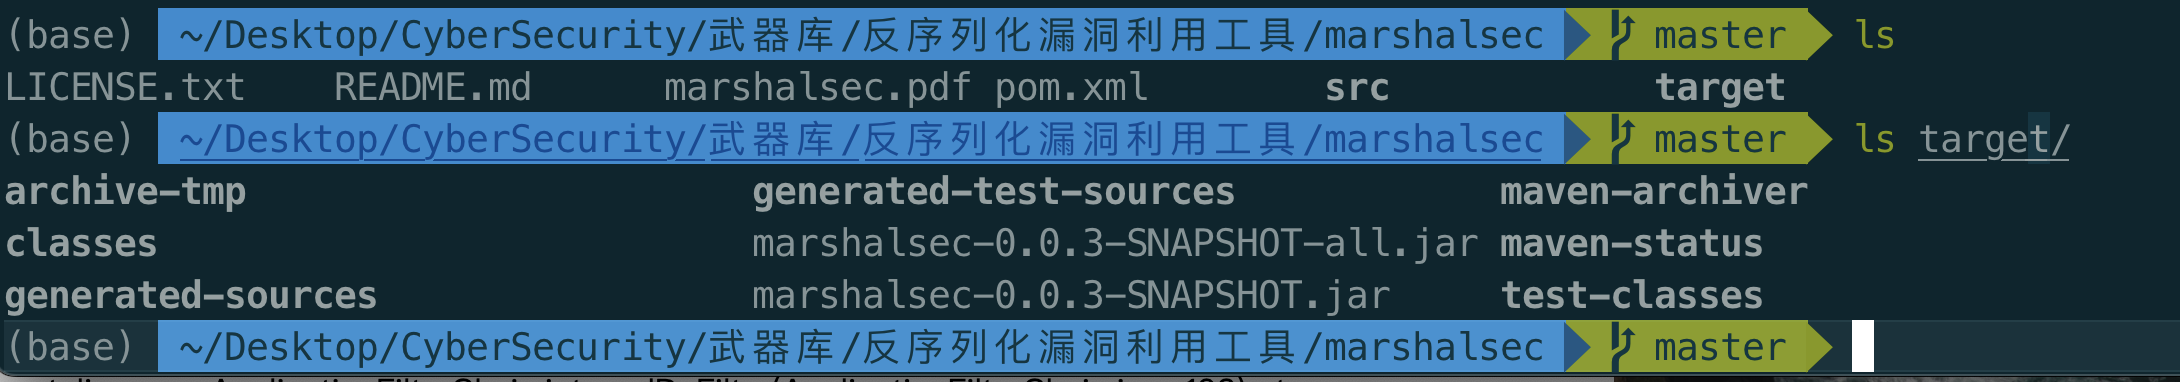 (base) ~/Desktop/CyberSecurity/武器库/反序列化漏洞利用工具/marshalsec master ls
LICENSE.txt README.md marshalsec.pdf pom.xml src target
(base) ~/Desktop/CyberSecurity/武器库/反序列化漏洞利用工具/marshalsec master ls target/
archive-tmp generated-test-sources maven-archiver
classes marshalsec-0.0.3-SNAPSHOT-all.jar maven-status
generated-sources marshalsec-0.0.3-SNAPSHOT.jar test-classes
(base) ~/Desktop/CyberSecurity/武器库/反序列化漏洞利用工具/marshalsec master